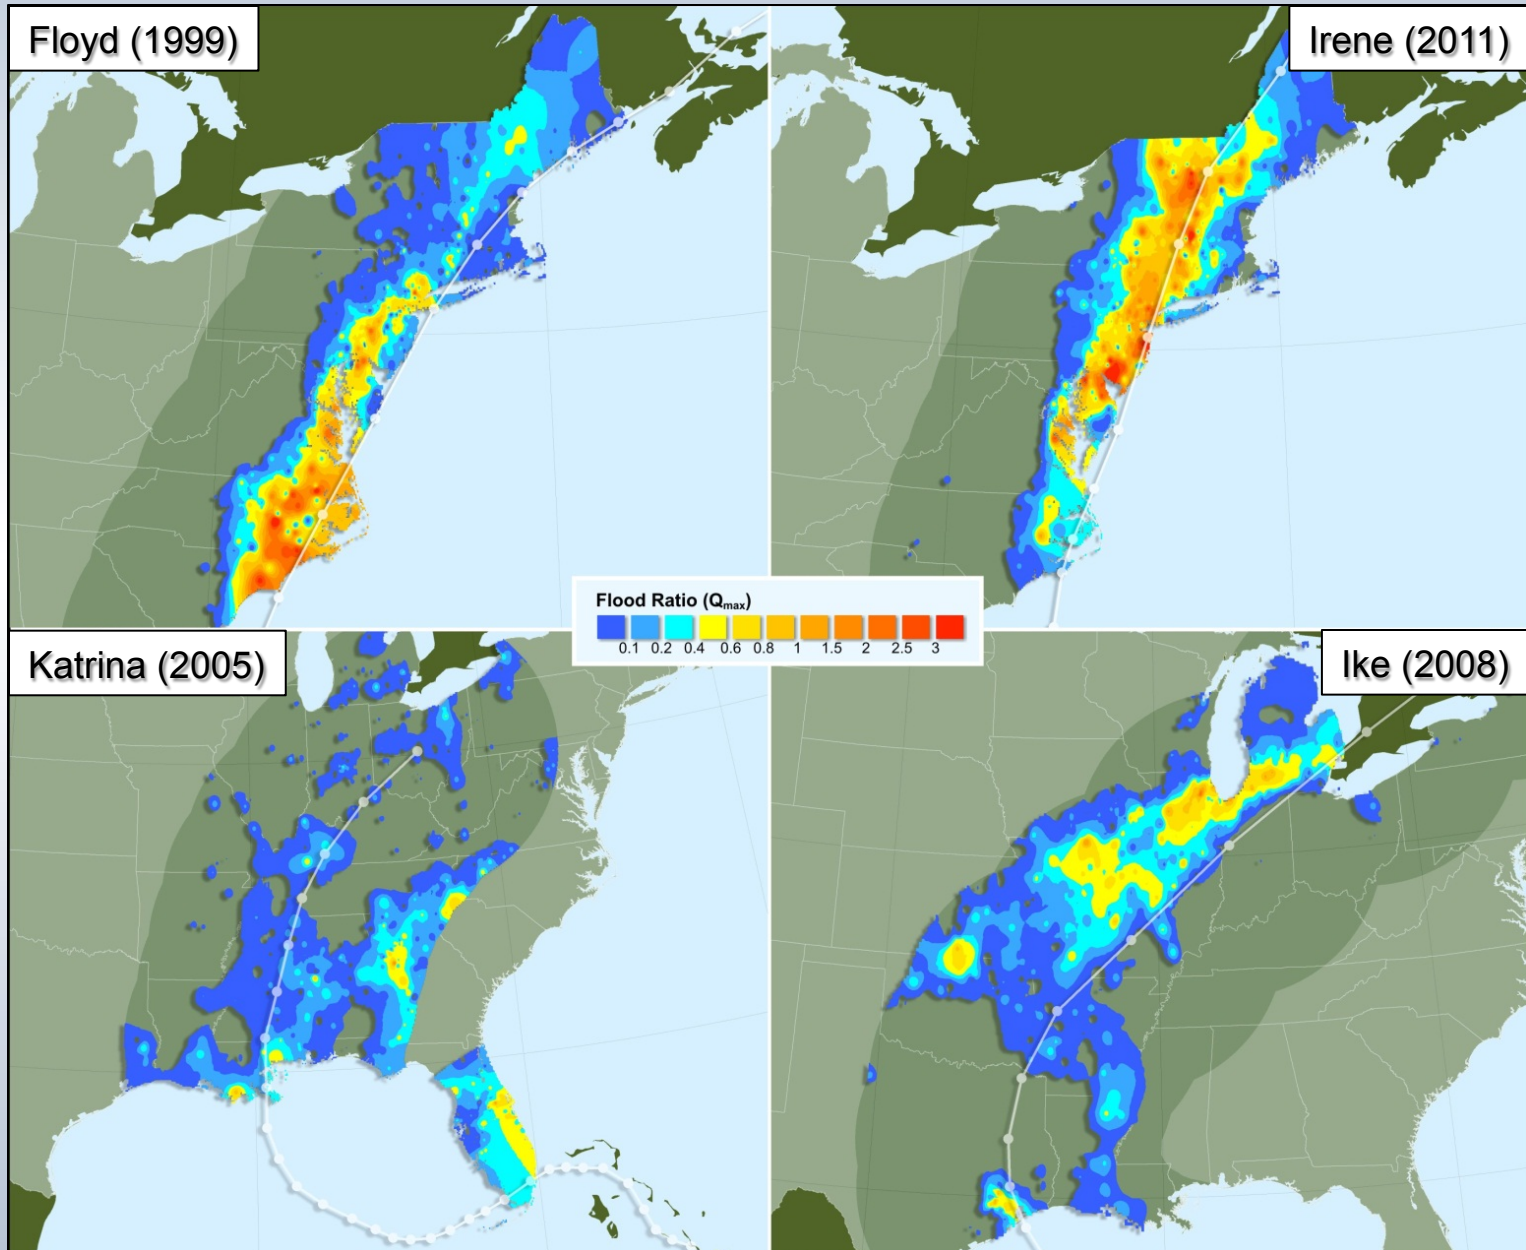 Floyd (1999)
Irene (2011)
Flood Ratio (Qmax)
0.1 0.2 0.4 0.6 0.8 1 1.5 2 2.5 3
Katrina (2005)
Ike (2008)